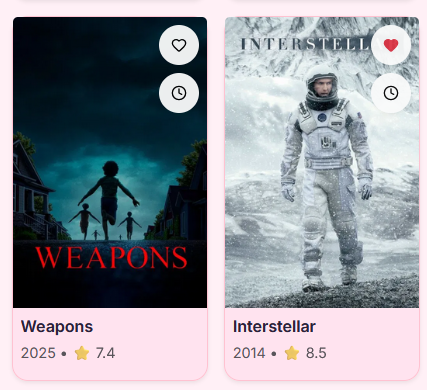 WEAPONS
Weapons
2025 • ⭐ 7.4
INTERSTELL
Interstellar
2014 • ⭐ 8.5